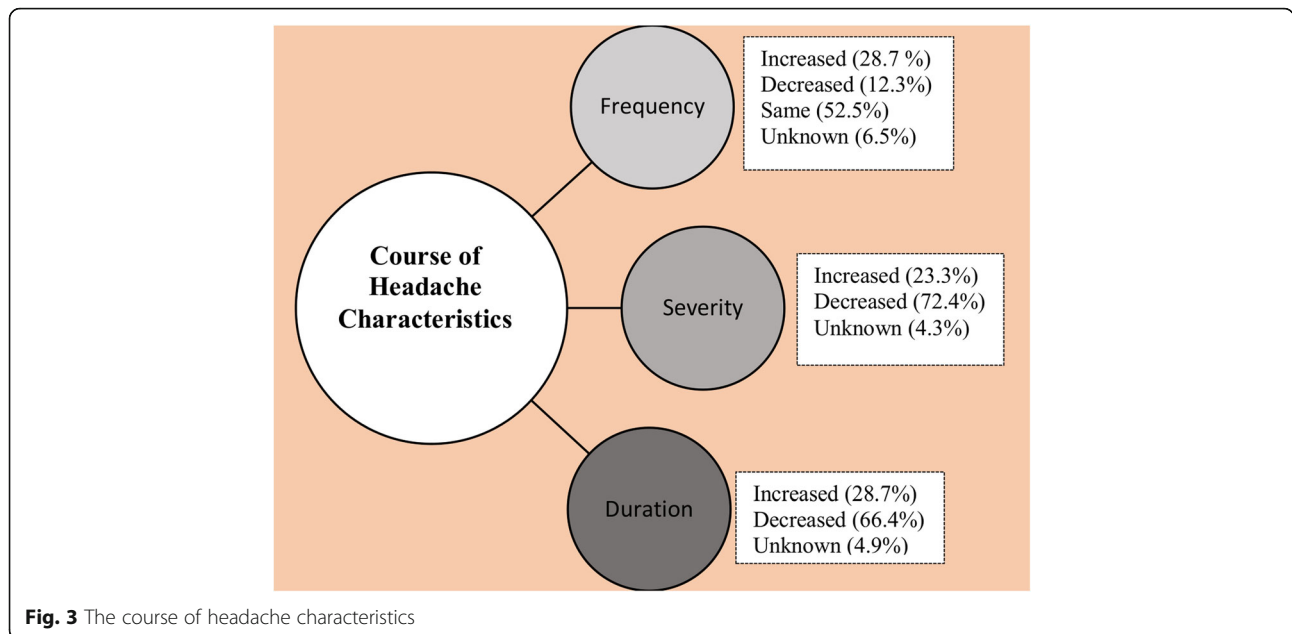 Frequency
Increased (28.7 %)
Decreased (12.3%)
Same (52.5%)
Unknown (6.5%)
Course of
Headache
Characteristics
Severity
Increased (23.3%)
Decreased (72.4%)
Unknown (4.3%)
Duration
Increased (28.7%)
Decreased (66.4%)
Unknown (4.9%)
Fig. 3 The course of headache characteristics